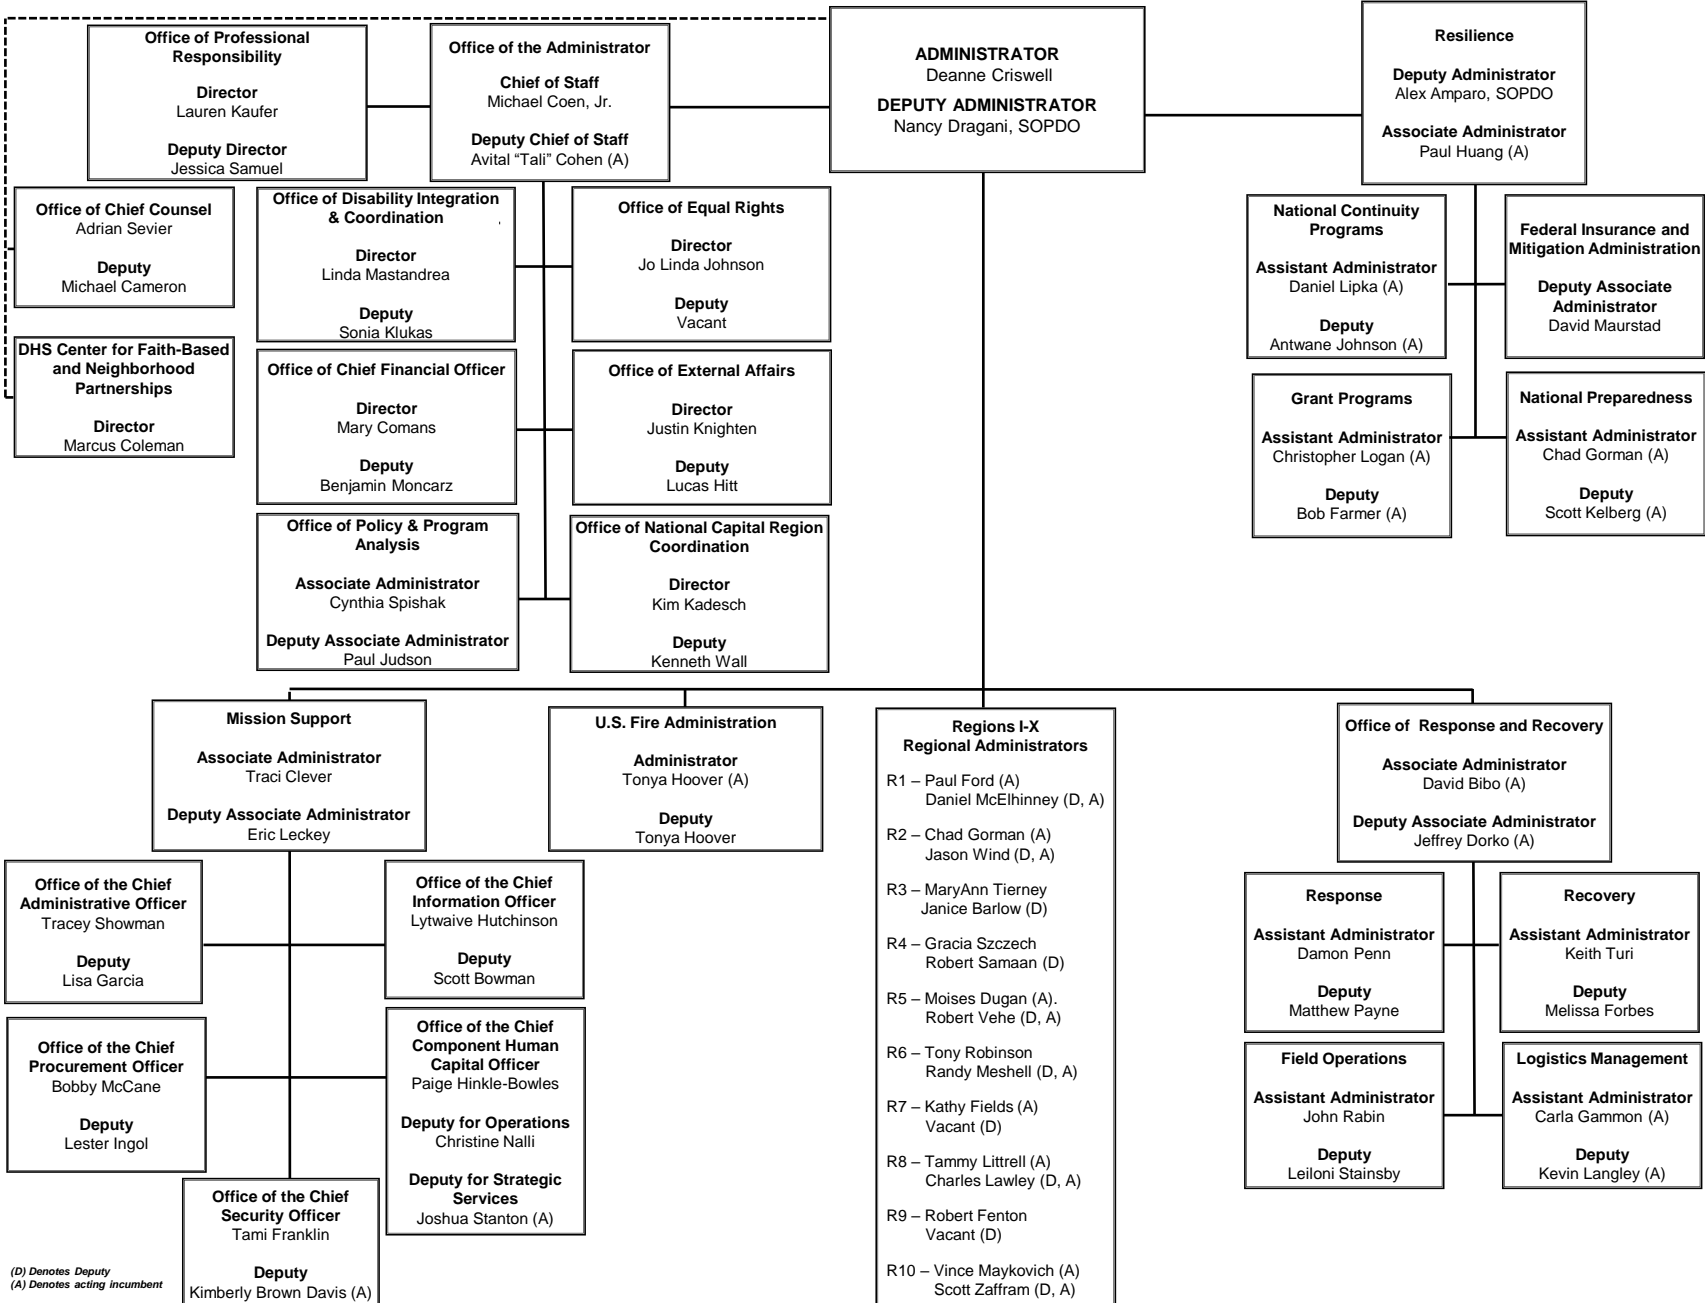 Office of Professional
Responsibility
Director
Lauren Kaufer
Deputy Director
Jessica Samuel
Office of the Administrator
Chief of Staff
Michael Coen, Jr.
Deputy Chief of Staff
Avital “Tali” Cohen (A)
ADMINISTRATOR
Deanne Criswell
DEPUTY ADMINISTRATOR
Nancy Dragani, SOPDO
Resilience
Deputy Administrator
Alex Amparo, SOPDO
Associate Administrator
Paul Huang (A)
Office of Chief Counsel
Adrian Sevier
Deputy
Michael Cameron
Office of Disability Integration
& Coordination
Director
Linda Mastandrea
Deputy
Sonia Klukas
Office of Equal Rights
Director
Jo Linda Johnson
Deputy
Vacant
National Continuity
Programs
Assistant Administrator
Daniel Lipka (A)
Deputy
Antwane Johnson (A)
Federal Insurance and
Mitigation Administration
Deputy Associate
Administrator
David Maurstad
DHS Center for Faith-Based
and Neighborhood
Partnerships
Director
Marcus Coleman
Office of Chief Financial Officer
Director
Mary Comans
Deputy
Benjamin Moncarz
Office of External Affairs
Director
Justin Knighten
Deputy
Lucas Hitt
Grant Programs
Assistant Administrator
Christopher Logan (A)
Deputy
Bob Farmer (A)
National Preparedness
Assistant Administrator
Chad Gorman (A)
Deputy
Scott Kelberg (A)
Office of Policy & Program
Analysis
Associate Administrator
Cynthia Spishak
Deputy Associate Administrator
Paul Judson
Office of National Capital Region
Coordination
Director
Kim Kadesch
Deputy
Kenneth Wall
Mission Support
Associate Administrator
Traci Clever
Deputy Associate Administrator
Eric Leckey
U.S. Fire Administration
Administrator
Tonya Hoover (A)
Deputy
Tonya Hoover
Regions I-X
Regional Administrators
R1 – Paul Ford (A)
Daniel McElhinney (D, A)
R2 – Chad Gorman (A)
Jason Wind (D, A)
R3 – MaryAnn Tierney
Janice Barlow (D)
R4 – Gracia Szczech
Robert Samaan (D)
R5 – Moises Dugan (A).
Robert Vehe (D, A)
R6 – Tony Robinson
Randy Meshell (D, A)
R7 – Kathy Fields (A)
Vacant (D)
R8 – Tammy Littrell (A)
Charles Lawley (D, A)
R9 – Robert Fenton
Vacant (D)
R10 – Vince Maykovich (A)
Scott Zaffram (D, A)
Office of Response and Recovery
Associate Administrator
David Bibo (A)
Deputy Associate Administrator
Jeffrey Dorko (A)
Office of the Chief
Administrative Officer
Tracey Showman
Deputy
Lisa Garcia
Office of the Chief
Information Officer
Lytwaive Hutchinson
Deputy
Scott Bowman
Response
Assistant Administrator
Damon Penn
Deputy
Matthew Payne
Recovery
Assistant Administrator
Keith Turi
Deputy
Melissa Forbes
Office of the Chief
Procurement Officer
Bobby McCane
Deputy
Lester Ingol
Office of the Chief
Component Human
Capital Officer
Paige Hinkle-Bowles
Deputy for Operations
Christine Nalli
Deputy for Strategic
Services
Joshua Stanton (A)
Field Operations
Assistant Administrator
John Rabin
Deputy
Leiloni Stainsby
Logistics Management
Assistant Administrator
Carla Gammon (A)
Deputy
Kevin Langley (A)
Office of the Chief
Security Officer
Tami Franklin
Deputy
Kimberly Brown Davis (A)
(D) Denotes Deputy
(A) Denotes acting incumbent